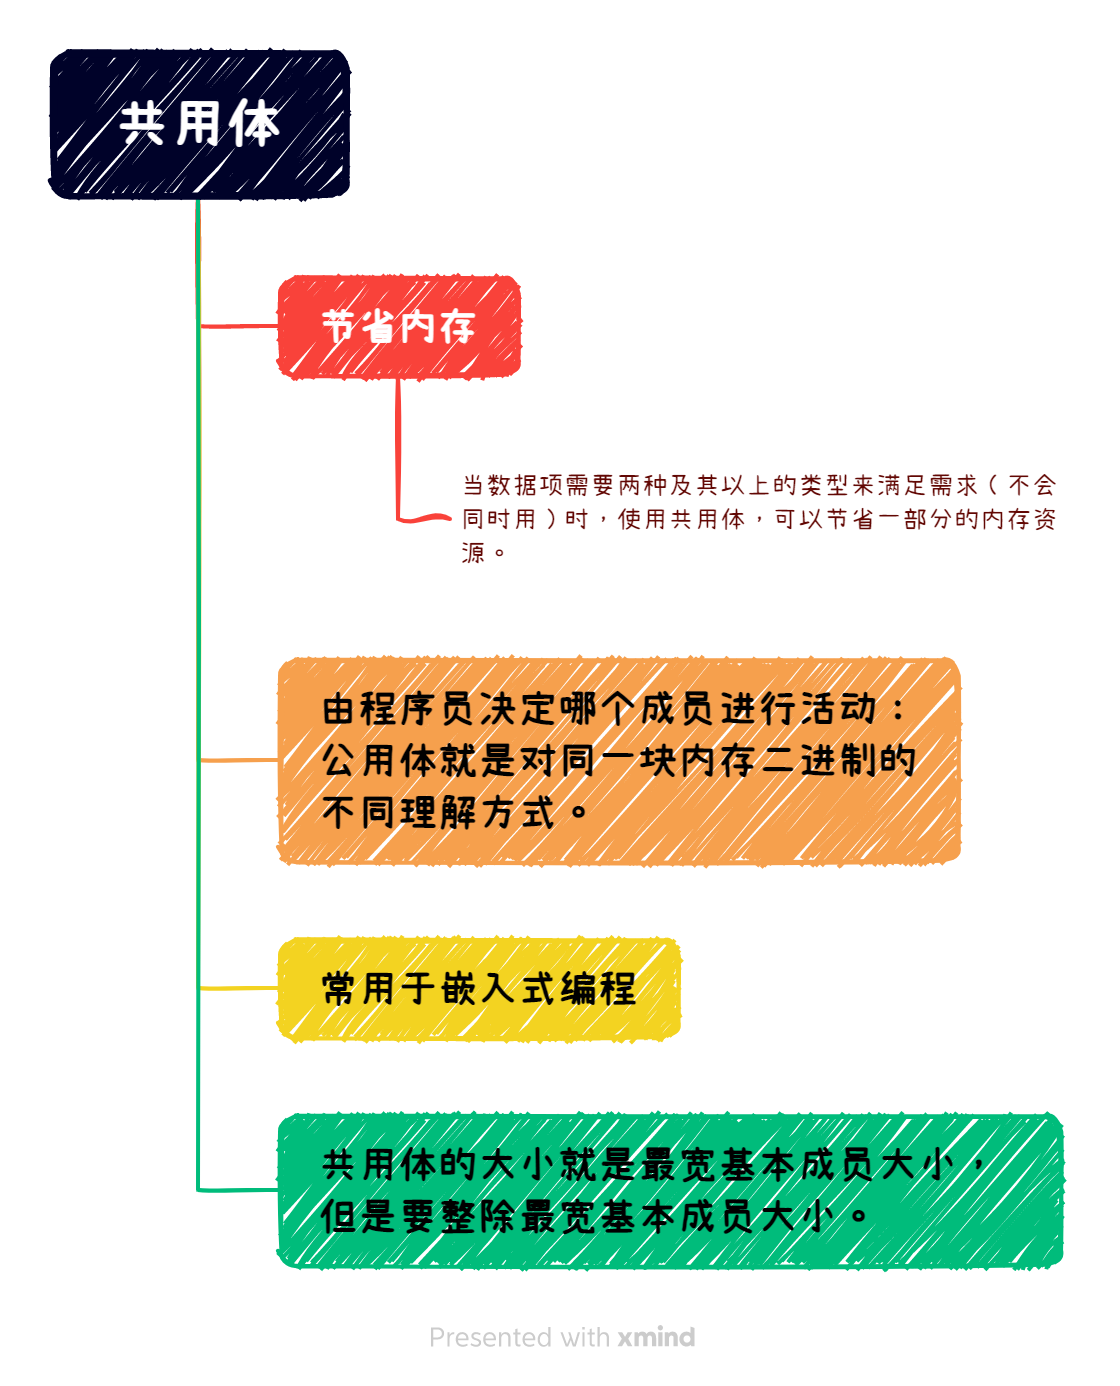 共用体
节省内存
当数据项需要两种及其以上的类型来满足需求（不会
同时用）时，使用共用体，可以节省一部分的内存资
源。
由程序员决定哪个成员进行活动：
公用体就是对同一块内存二进制的
不同理解方式。
常用于嵌入式编程
共用体的大小就是最宽基本成员大小，
但是要整除最宽基本成员大小。
Presented with xmind